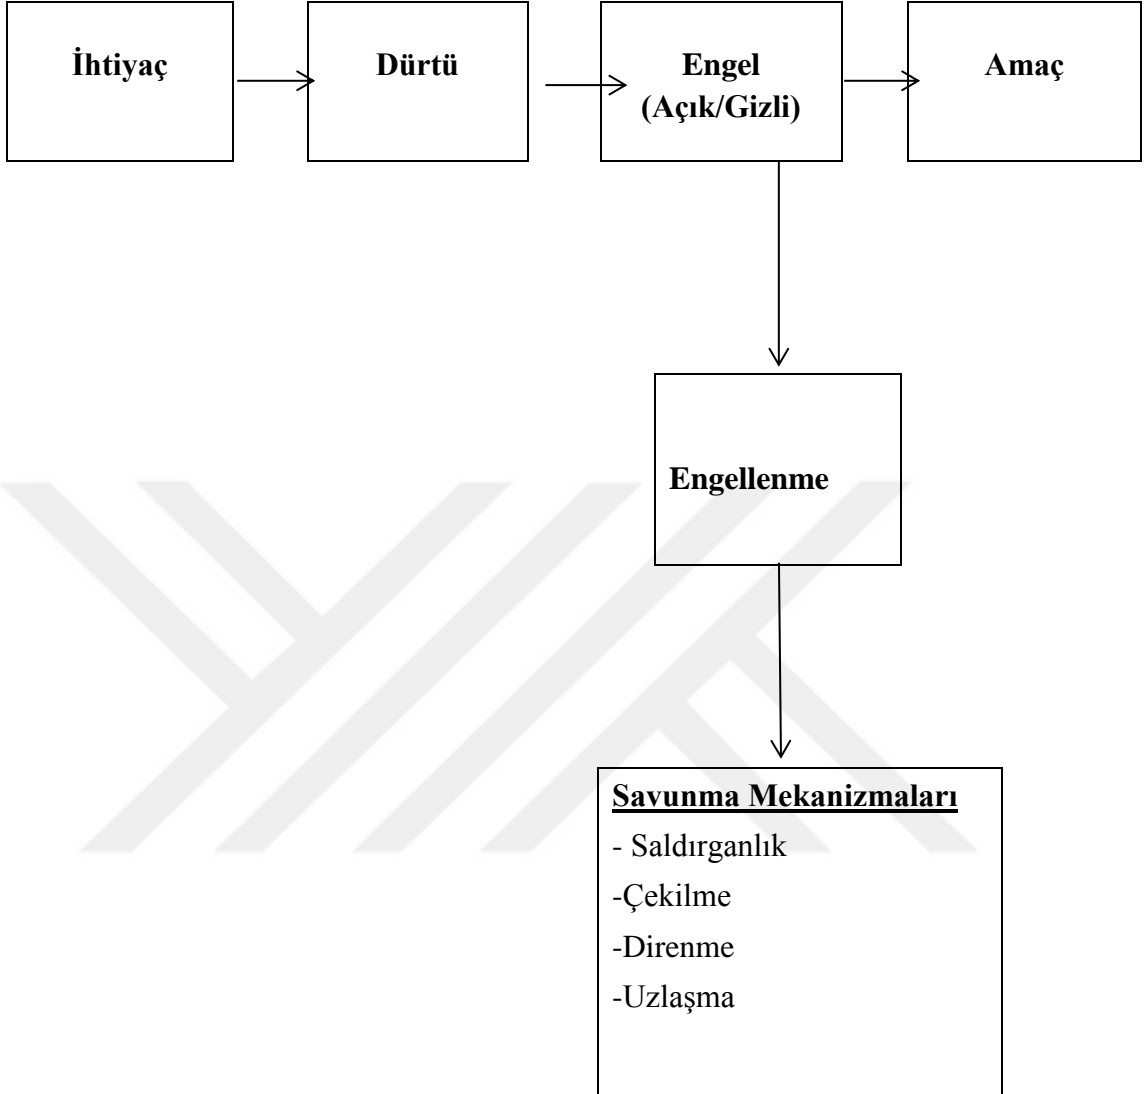 İhtiyaç
Dürtü
Engel
(Açık/Gizli)
Amaç
Engellenme
Savunma Mekanizmaları
- Saldırganlık
-Çekilme
-Direnme
-Uzlaşma